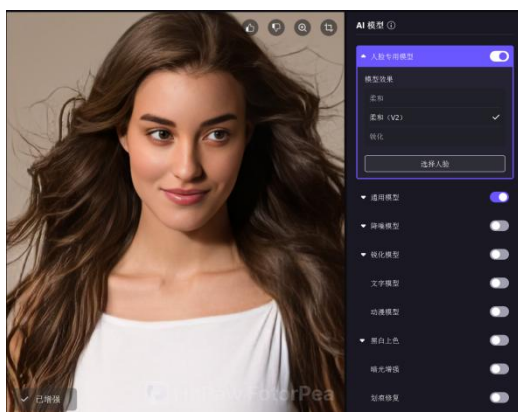 AI 模型
人脸专用模型
模型效果
柔和
柔和（V2）
锐化
选择人脸
通用模型
降噪模型
锐化模型
文字模型
动漫模型
黑白上色
暗光增强
划痕修复
已增强
FotorPea